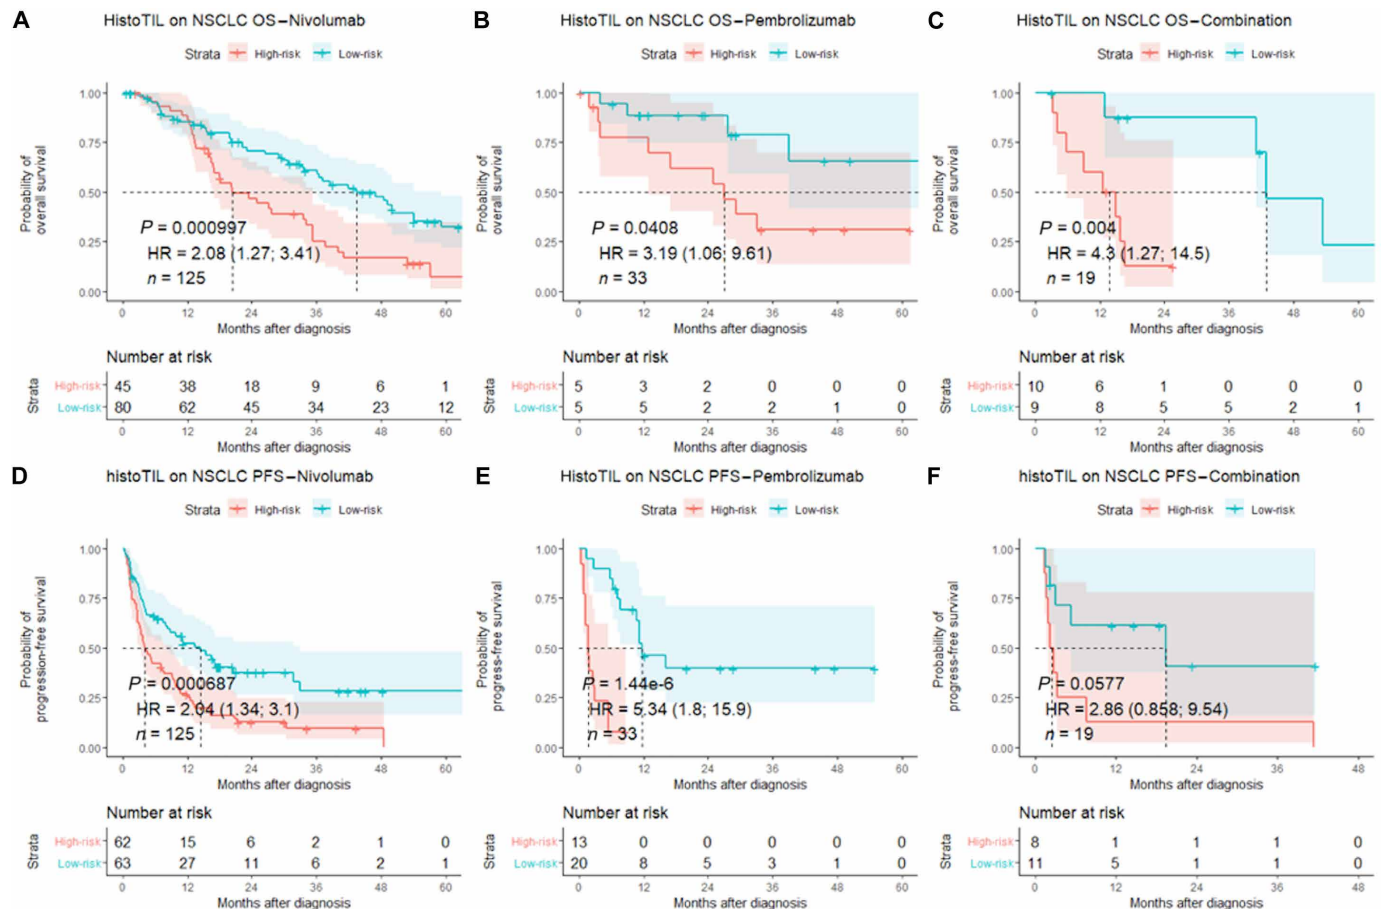 A
HistoTIL on NSCLC OS–Nivolumab
Strata High-risk Low-risk
Probability of
overall survival
1.00
0.75
0.50
0.25
0.00
P = 0.000997
HR = 2.08 (1.27; 3.41)
n = 125
0 12 24 36 48 60
Months after diagnosis
Number at risk
Strata
High-risk 45 38 18 9 6 1
Low-risk 80 62 45 34 23 12
0 12 24 36 48 60
Months after diagnosis
B
HistoTIL on NSCLC OS–Pembrolizumab
Strata High-risk Low-risk
Probability of
overall survival
1.00
0.75
0.50
0.25
0.00
P = 0.0408
HR = 3.19 (1.06; 9.61)
n = 33
0 12 24 36 48 60
Months after diagnosis
Number at risk
Strata
High-risk 5 3 2 0 0 0
Low-risk 5 5 2 2 1 0
0 12 24 36 48 60
Months after diagnosis
C
HistoTIL on NSCLC OS–Combination
Strata High-risk Low-risk
Probability of
overall survival
1.00
0.75
0.50
0.25
0.00
P = 0.004
HR = 4.3 (1.27; 14.5)
n = 19
0 12 24 36 48 60
Months after diagnosis
Number at risk
Strata
High-risk 10 6 1 0 0 0
Low-risk 9 8 5 5 2 1
0 12 24 36 48 60
Months after diagnosis
D
histoTIL on NSCLC PFS–Nivolumab
Strata High-risk Low-risk
Probability of
progression-free survival
1.00
0.75
0.50
0.25
0.00
P = 0.000687
HR = 2.04 (1.34; 3.1)
n = 125
0 12 24 36 48 60
Months after diagnosis
Number at risk
Strata
High-risk 62 15 6 2 1 0
Low-risk 63 27 11 6 2 1
0 12 24 36 48 60
Months after diagnosis
E
HistoTIL on NSCLC PFS–Pembrolizumab
Strata High-risk Low-risk
Probability of
progress-free survival
1.00
0.75
0.50
0.25
0.00
P = 1.44e-6
HR = 5.34 (1.8; 15.9)
n = 33
0 12 24 36 48 60
Months after diagnosis
Number at risk
Strata
High-risk 13 0 0 0 0 0
Low-risk 20 8 5 3 1 0
0 12 24 36 48 60
Months after diagnosis
F
histoTIL on NSCLC PFS–Combination
Strata High-risk Low-risk
Probability of
progress-free survival
1.00
0.75
0.50
0.25
0.00
P = 0.0577
HR = 2.86 (0.858; 9.54)
n = 19
0 12 24 36 48
Months after diagnosis
Number at risk
Strata
High-risk 8 1 1 1 0
Low-risk 11 5 1 1 0
0 12 24 36 48
Months after diagnosis